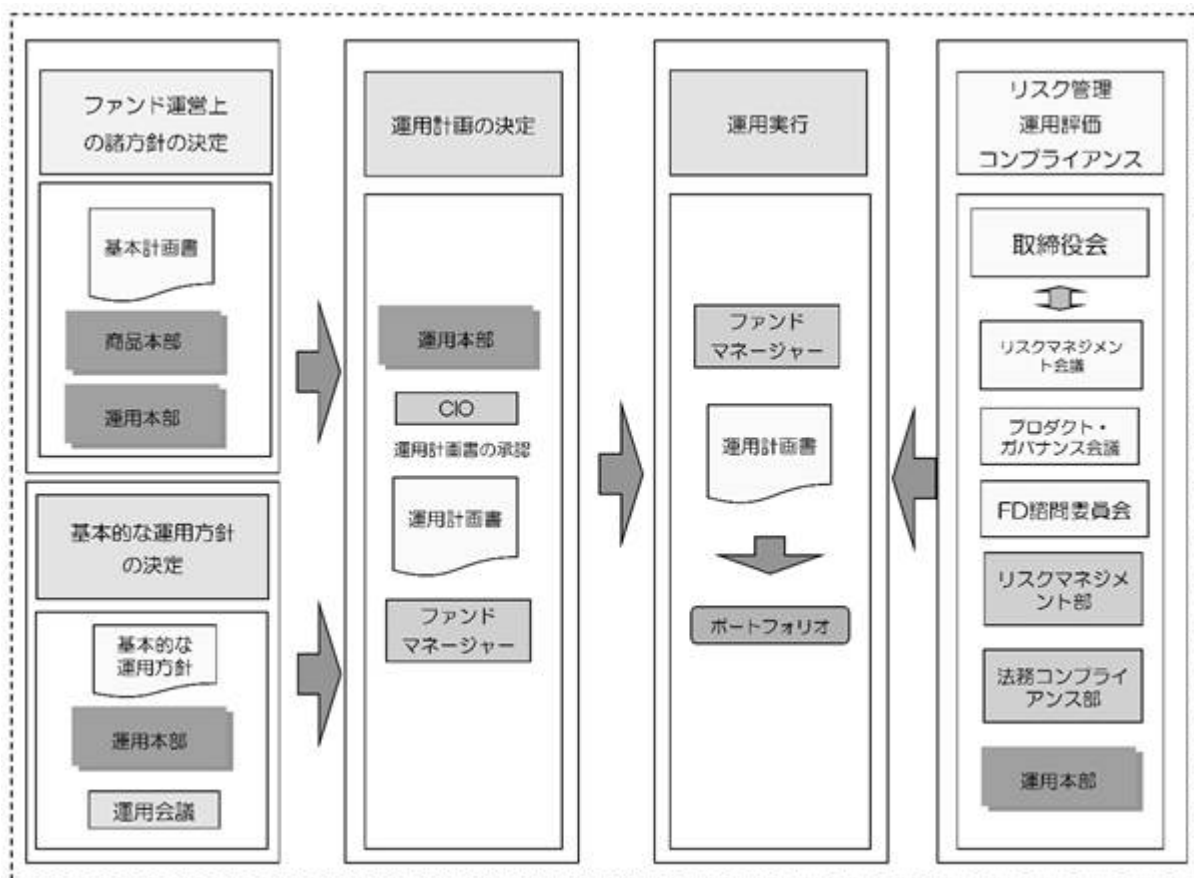 ファンド運営上
の諸方針の決定
基本計画書
商品本部
運用本部
基本的な運用方針
の決定
基本的な
運用方針
運用本部
運用会議
運用計画の決定
運用本部
CIO
運用計画書の承認
運用計画書
ファンド
マネージャー
運用実行
ファンド
マネージャー
運用計画書
ポートフォリオ
リスク管理
運用評価
コンプライアンス
取締役会
リスクマネジメン
ト会議
プロダクト・
ガバナンス会議
FD諮問委員会
リスクマネジメ
ント部
法務コンプライ
アンス部
運用本部